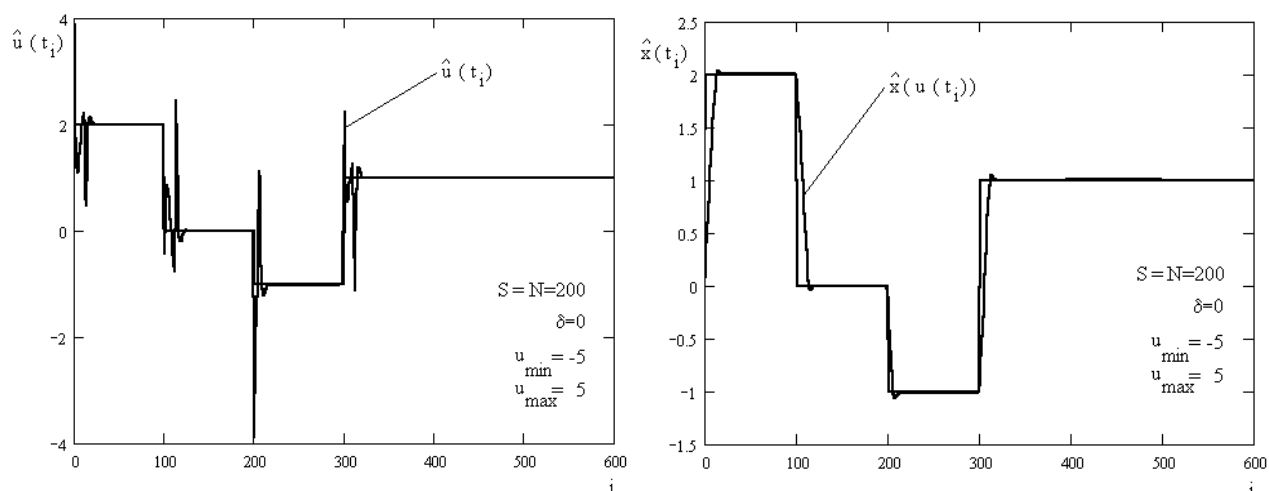 û(t_i)
4
2
0
−2
−4
0
100
200
300
400
500
600
i
û(t_i)
S=N=200
δ=0
u_min= -5
u_max= 5
x̂(t_i)
2.5
2
1.5
1
0.5
0
−0.5
−1
−1.5
0
100
200
300
400
500
600
i
x̂(u(t_i))
S=N=200
δ=0
u_min= -5
u_max= 5